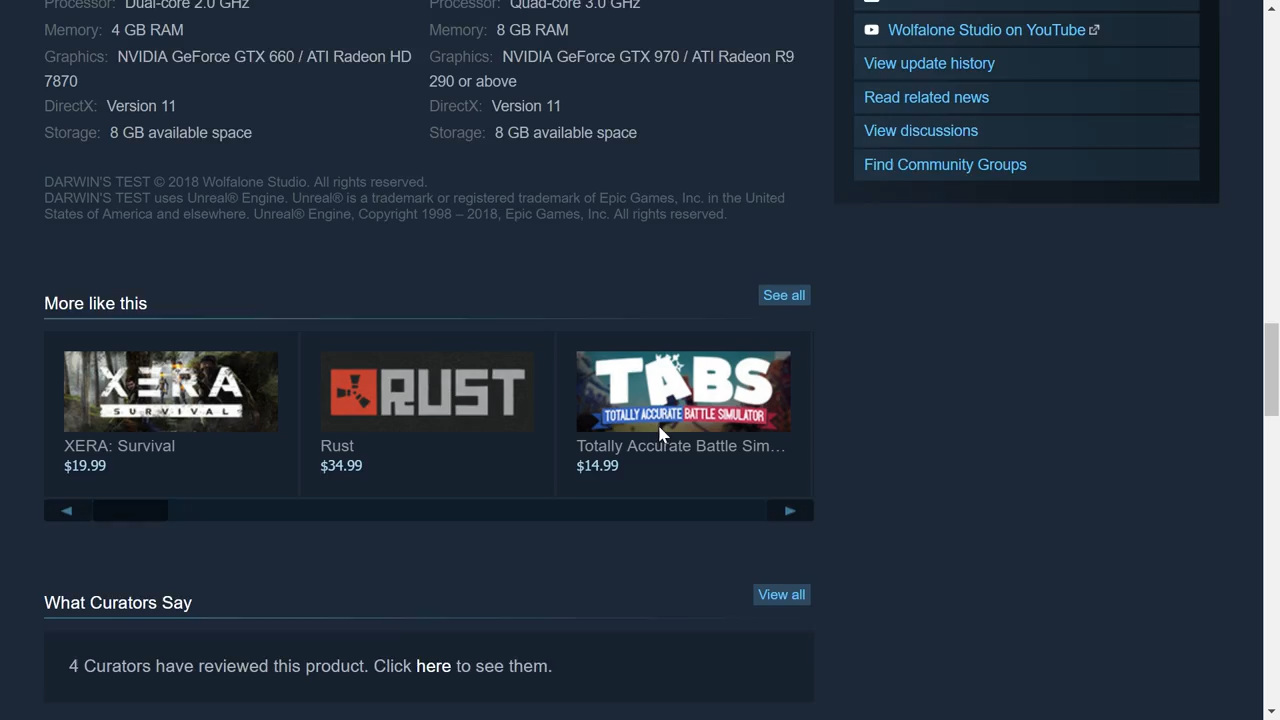 Processor: Dual-core 2.0 GHz
Memory: 4 GB RAM
Graphics: NVIDIA GeForce GTX 660 / ATI Radeon HD
7870
DirectX: Version 11
Storage: 8 GB available space
Processor: Quad-core 3.0 GHz
Memory: 8 GB RAM
Graphics: NVIDIA GeForce GTX 970 / ATI Radeon R9
290 or above
DirectX: Version 11
Storage: 8 GB available space
DARWIN'S TEST © 2018 Wolfalone Studio. All rights reserved.
DARWIN'S TEST uses Unreal® Engine. Unreal® is a trademark or registered trademark of Epic Games, Inc. in the United
States of America and elsewhere. Unreal® Engine, Copyright 1998 – 2018, Epic Games, Inc. All rights reserved.
Wolfalone Studio on YouTube
View update history
Read related news
View discussions
Find Community Groups
More like this
See all
XERA
SURVIVAL
XERA: Survival
$19.99
RUST
Rust
$34.99
TABS
TOTALLY ACCURATE BATTLE SIMULATOR
Totally Accurate Battle Sim...
$14.99
What Curators Say
View all
4 Curators have reviewed this product. Click here to see them.